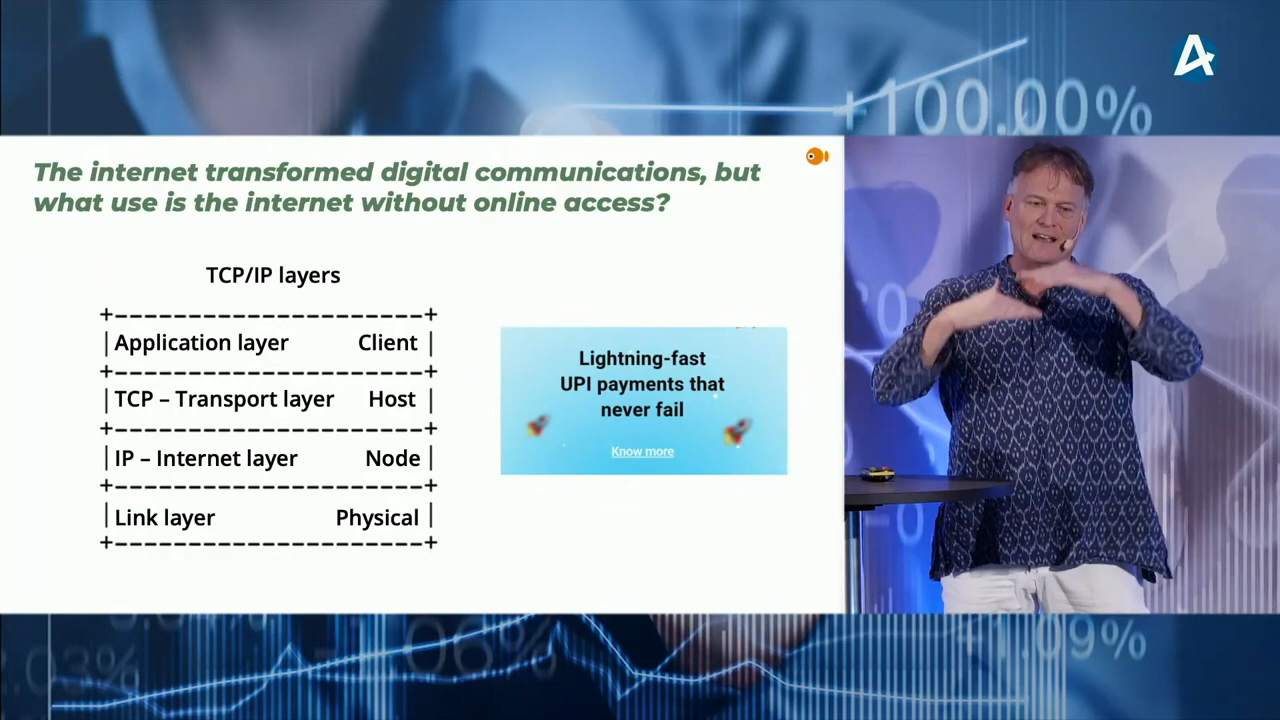 +100.00%
The internet transformed digital communications, but
what use is the internet without online access?
TCP/IP layers
+----------------------+
|Application layer Client |
+----------------------+
|TCP – Transport layer Host |
+----------------------+
|IP – Internet layer Node |
+----------------------+
|Link layer Physical |
+----------------------+
Lightning-fast
UPI payments that
never fail
Know more
+1.09%